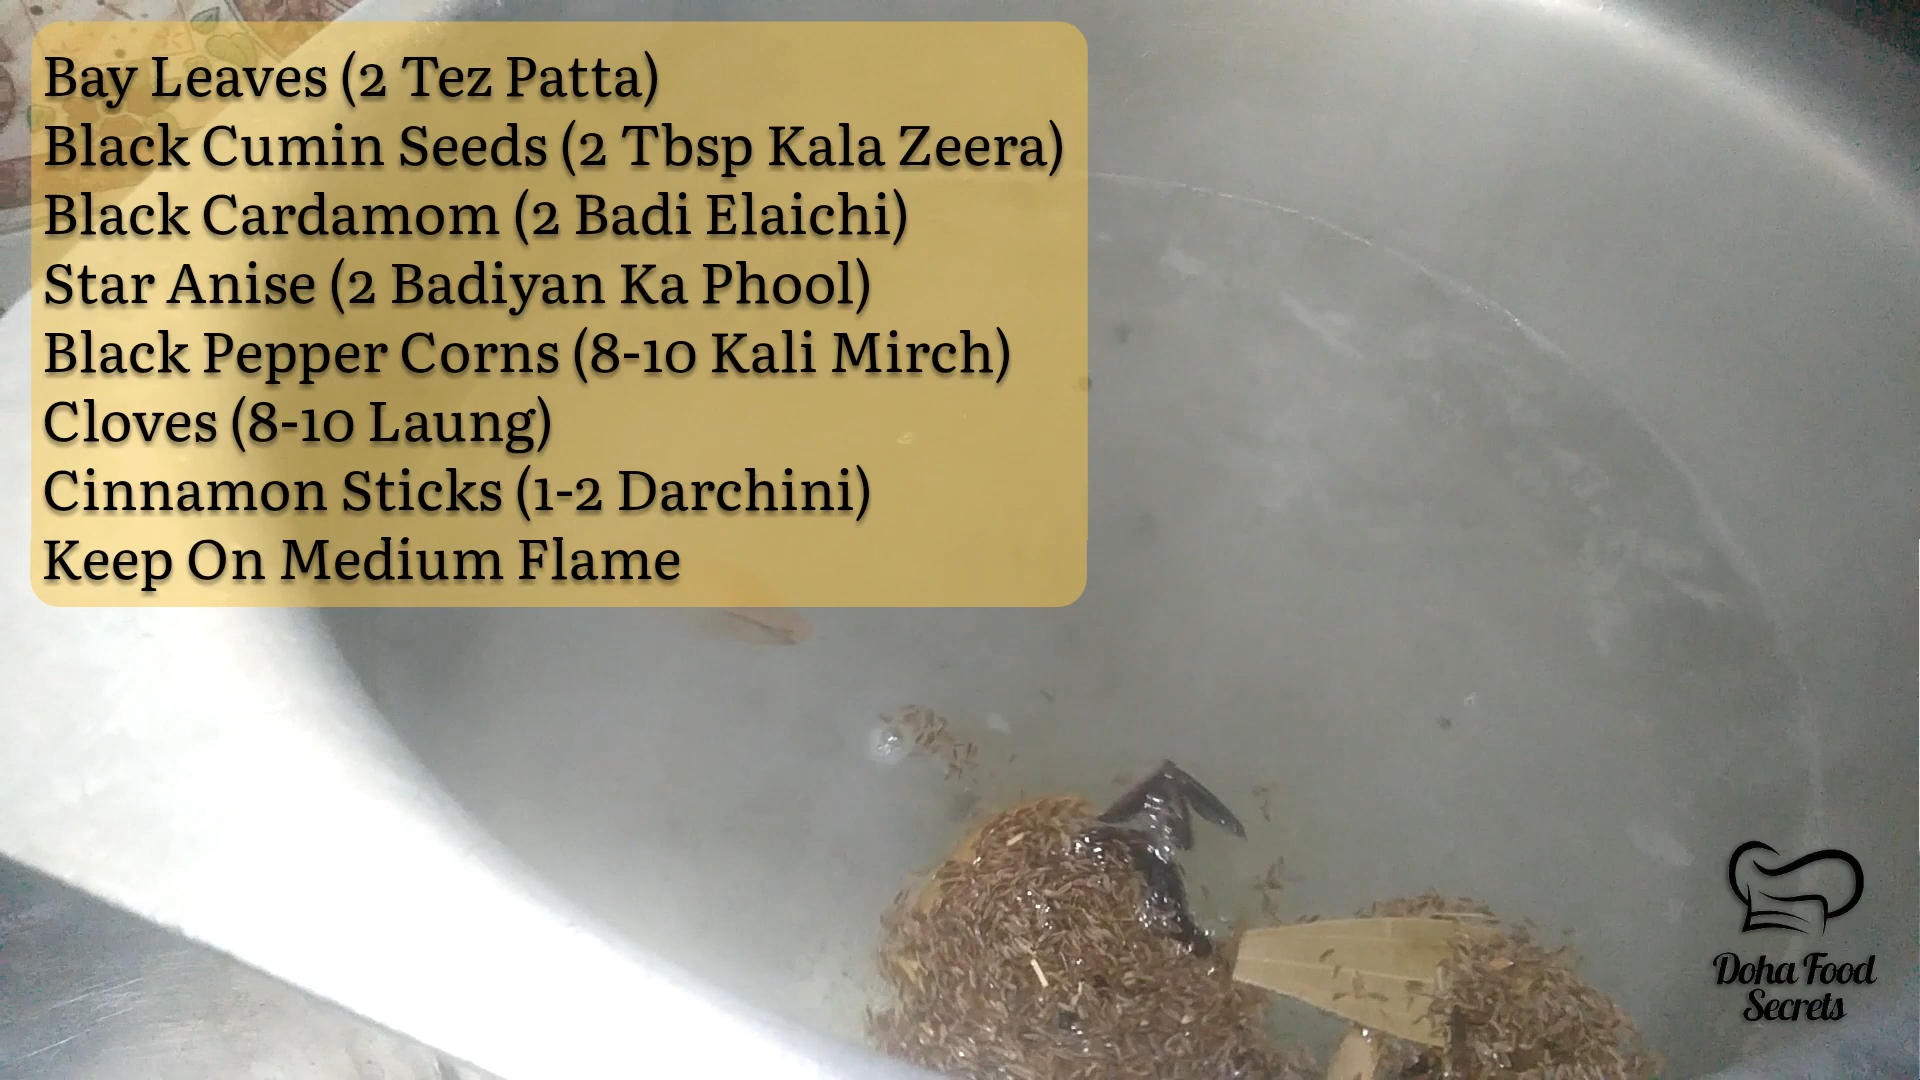 Bay Leaves (2 Tez Patta)
Black Cumin Seeds (2 Tbsp Kala Zeera)
Black Cardamom (2 Badi Elaichi)
Star Anise (2 Badiyan Ka Phool)
Black Pepper Corns (8-10 Kali Mirch)
Cloves (8-10 Laung)
Cinnamon Sticks (1-2 Darchini)
Keep On Medium Flame
Doha Food
Secrets